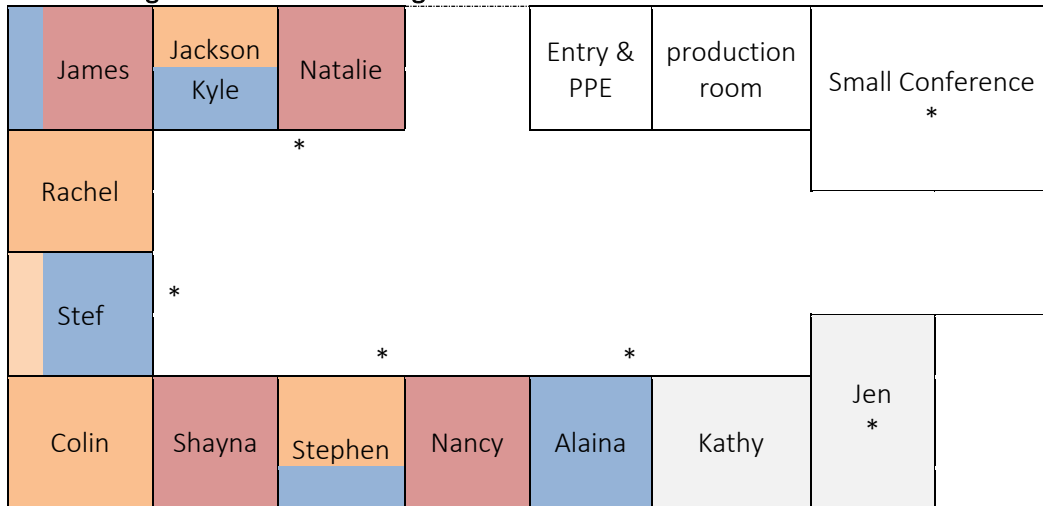 James
Jackson
Kyle
Natalie
Entry &
PPE
production
room
Small Conference
*
*
Rachel
Stef
*
*
*
Colin
Shayna
Stephen
Nancy
Alaina
Kathy
Jen
*